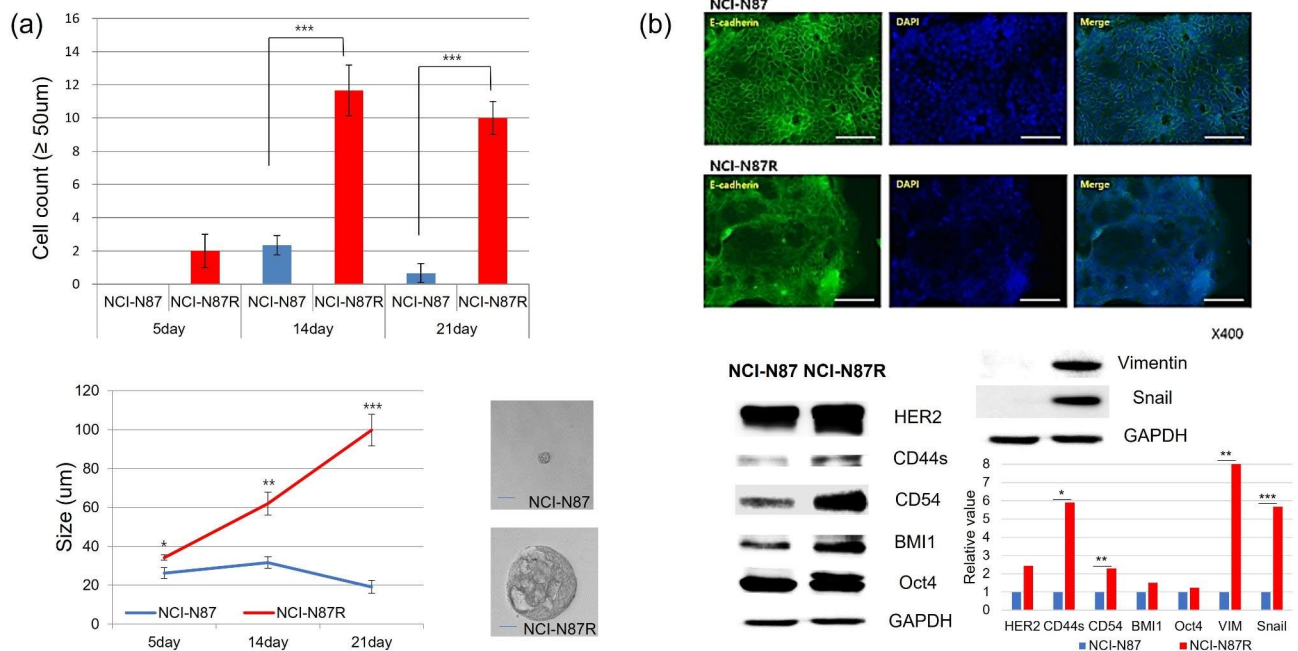 (a)
16
14
12
10
8
6
4
2
0
Cell count (≥ 50um)
***
***
NCI-N87 NCI-N87R NCI-N87 NCI-N87R NCI-N87 NCI-N87R
5day 14day 21day
120
100
80
60
40
20
0
Size (um)
*
**
***
NCI-N87 NCI-N87R
5day 14day 21day
NCI-N87
NCI-N87R
(b)
NCI-N87
E-cadherin DAPI Merge
NCI-N87R
E-cadherin DAPI Merge
X400
NCI-N87 NCI-N87R
HER2
CD44s
CD54
BMI1
Oct4
GAPDH
Vimentin
Snail
GAPDH
8
7
6
5
4
3
2
1
0
Relative value
*
**
**
***
HER2 CD44s CD54 BMI1 Oct4 VIM Snail
NCI-N87 NCI-N87R